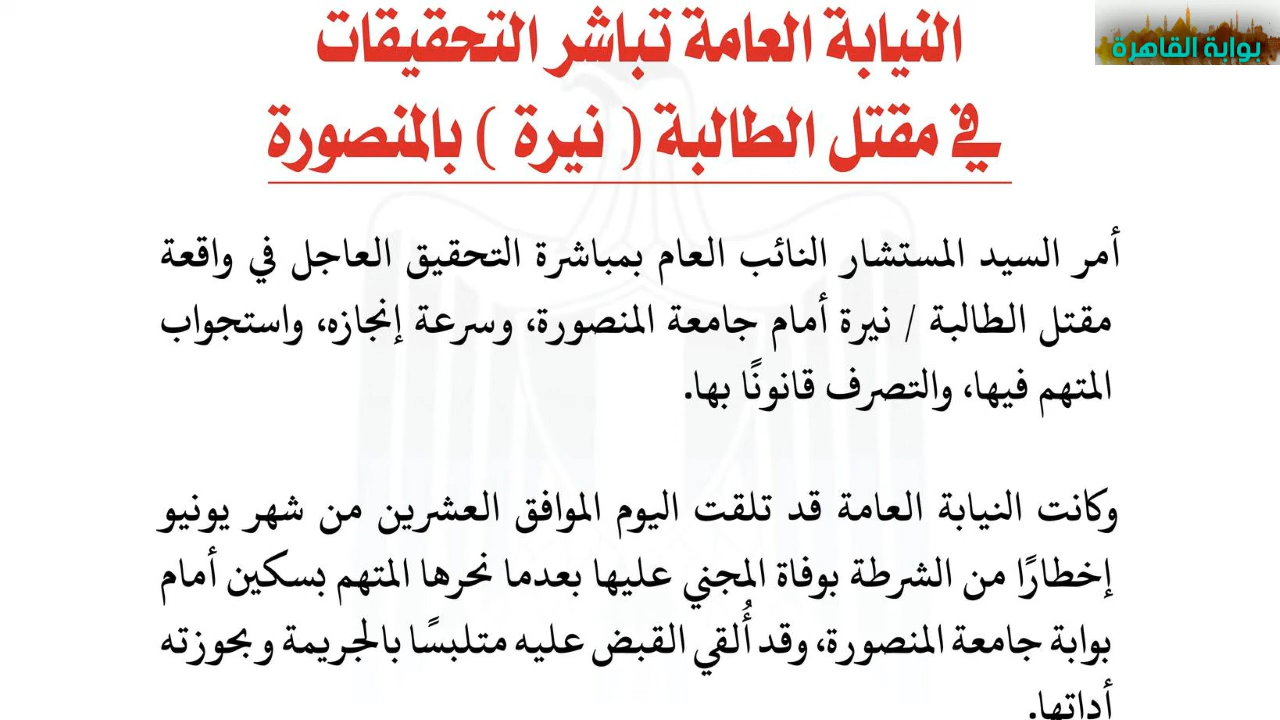 بوابة القاهرة
النيابة العامة تباشر التحقيقات
في مقتل الطالبة ( نيرة ) بالمنصورة
أمر السيد المستشار النائب العام بمباشرة التحقيق العاجل في واقعة
مقتل الطالبة / نيرة أمام جامعة المنصورة، وسرعة إنجازه، واستجواب
المتهم فيها، والتصرف قانونًا بها.
وكانت النيابة العامة قد تلقت اليوم الموافق العشرين من شهر يونيو
إخطارًا من الشرطة بوفاة المجني عليها بعدما نحرها المتهم بسكين أمام
بوابة جامعة المنصورة، وقد أُلقي القبض عليه متلبسًا بالجريمة وبحوزته
أداتها.